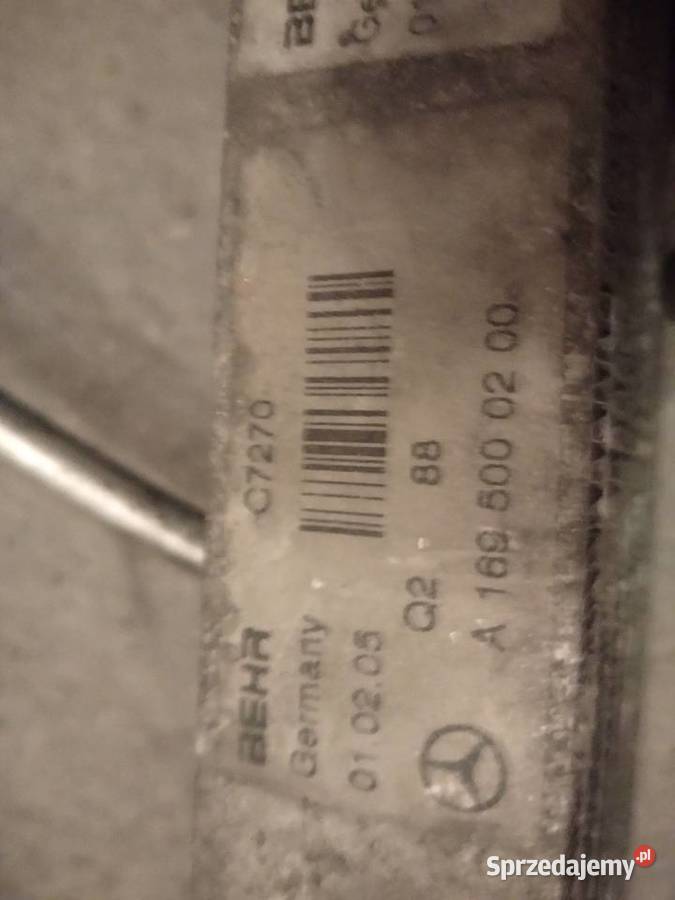 BEHR C7270
Germany
01.02.05
Q2 88
A 169 500 02 00
Sprzedajemy.pl